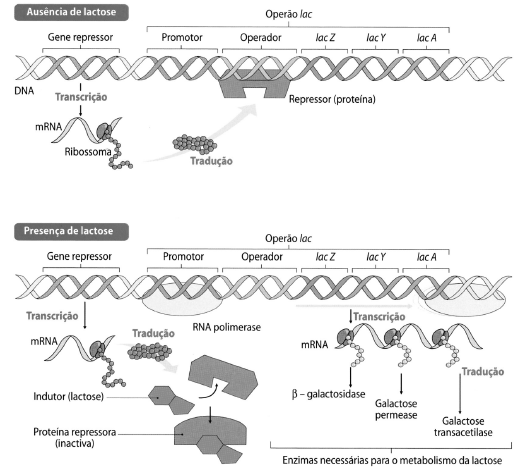 Ausência de lactose
Operão lac
Gene repressor
Promotor
Operador
lac Z
lac Y
lac A
DNA
Transcrição
Repressor (proteína)
mRNA
Ribossoma
Tradução
Presença de lactose
Operão lac
Gene repressor
Promotor
Operador
lac Z
lac Y
lac A
Transcrição
RNA polimerase
Transcrição
mRNA
Tradução
mRNA
Tradução
Indutor (lactose)
β – galactosidase
Galactose
permease
Galactose
transacetilase
Proteína repressora
(inactiva)
Enzimas necessárias para o metabolismo da lactose